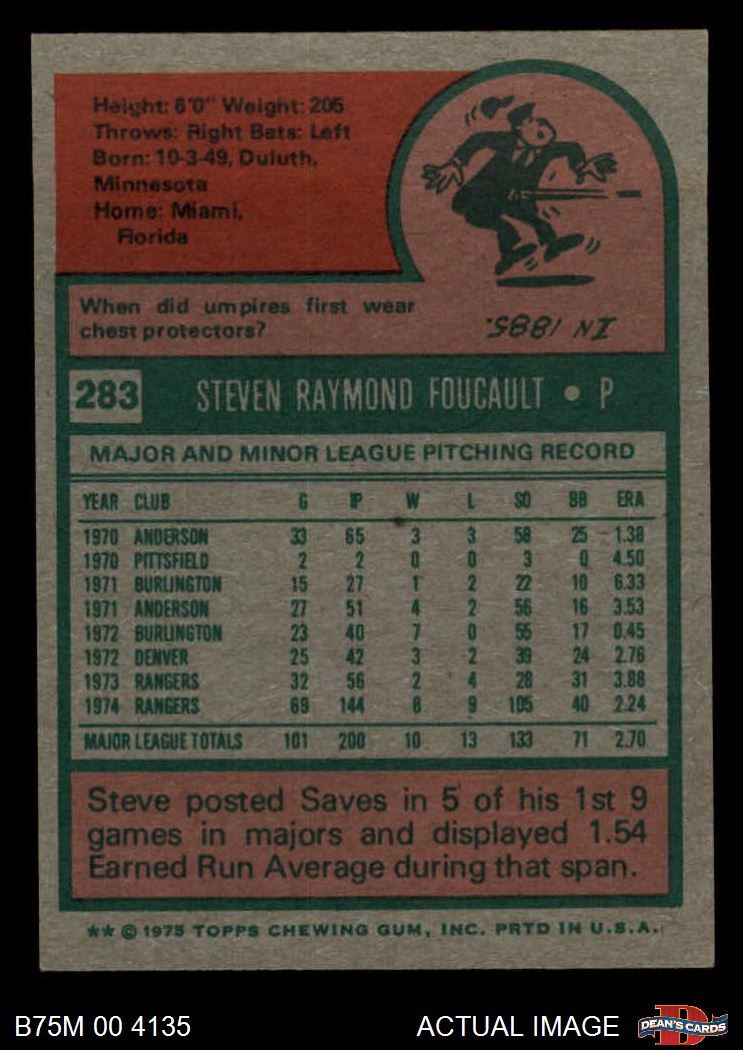 Height: 6'0" Weight: 205
Throws: Right Bats: Left
Born: 10-3-49, Duluth,
Minnesota
Home: Miami,
Florida
When did umpires first wear
chest protectors?
IN 1885.
283 STEVEN RAYMOND FOUCAULT • P
MAJOR AND MINOR LEAGUE PITCHING RECORD
YEAR CLUB G IP W L SO BB ERA
1970 ANDERSON 33 65 3 3 58 25 1.38
1970 PITTSFIELD 2 2 0 0 3 0 4.50
1971 BURLINGTON 15 27 1 2 22 10 6.33
1971 ANDERSON 27 51 4 2 56 16 3.53
1972 BURLINGTON 23 40 7 0 55 17 0.45
1972 DENVER 25 42 3 2 39 24 2.76
1973 RANGERS 32 56 2 4 28 31 3.88
1974 RANGERS 69 144 8 9 105 40 2.24
MAJOR LEAGUE TOTALS 101 200 10 13 133 71 2.70
Steve posted Saves in 5 of his 1st 9
games in majors and displayed 1.54
Earned Run Average during that span.
** © 1975 TOPPS CHEWING GUM, INC. PRTD IN U.S.A.
B75M 00 4135 ACTUAL IMAGE DEAN'S CARDS